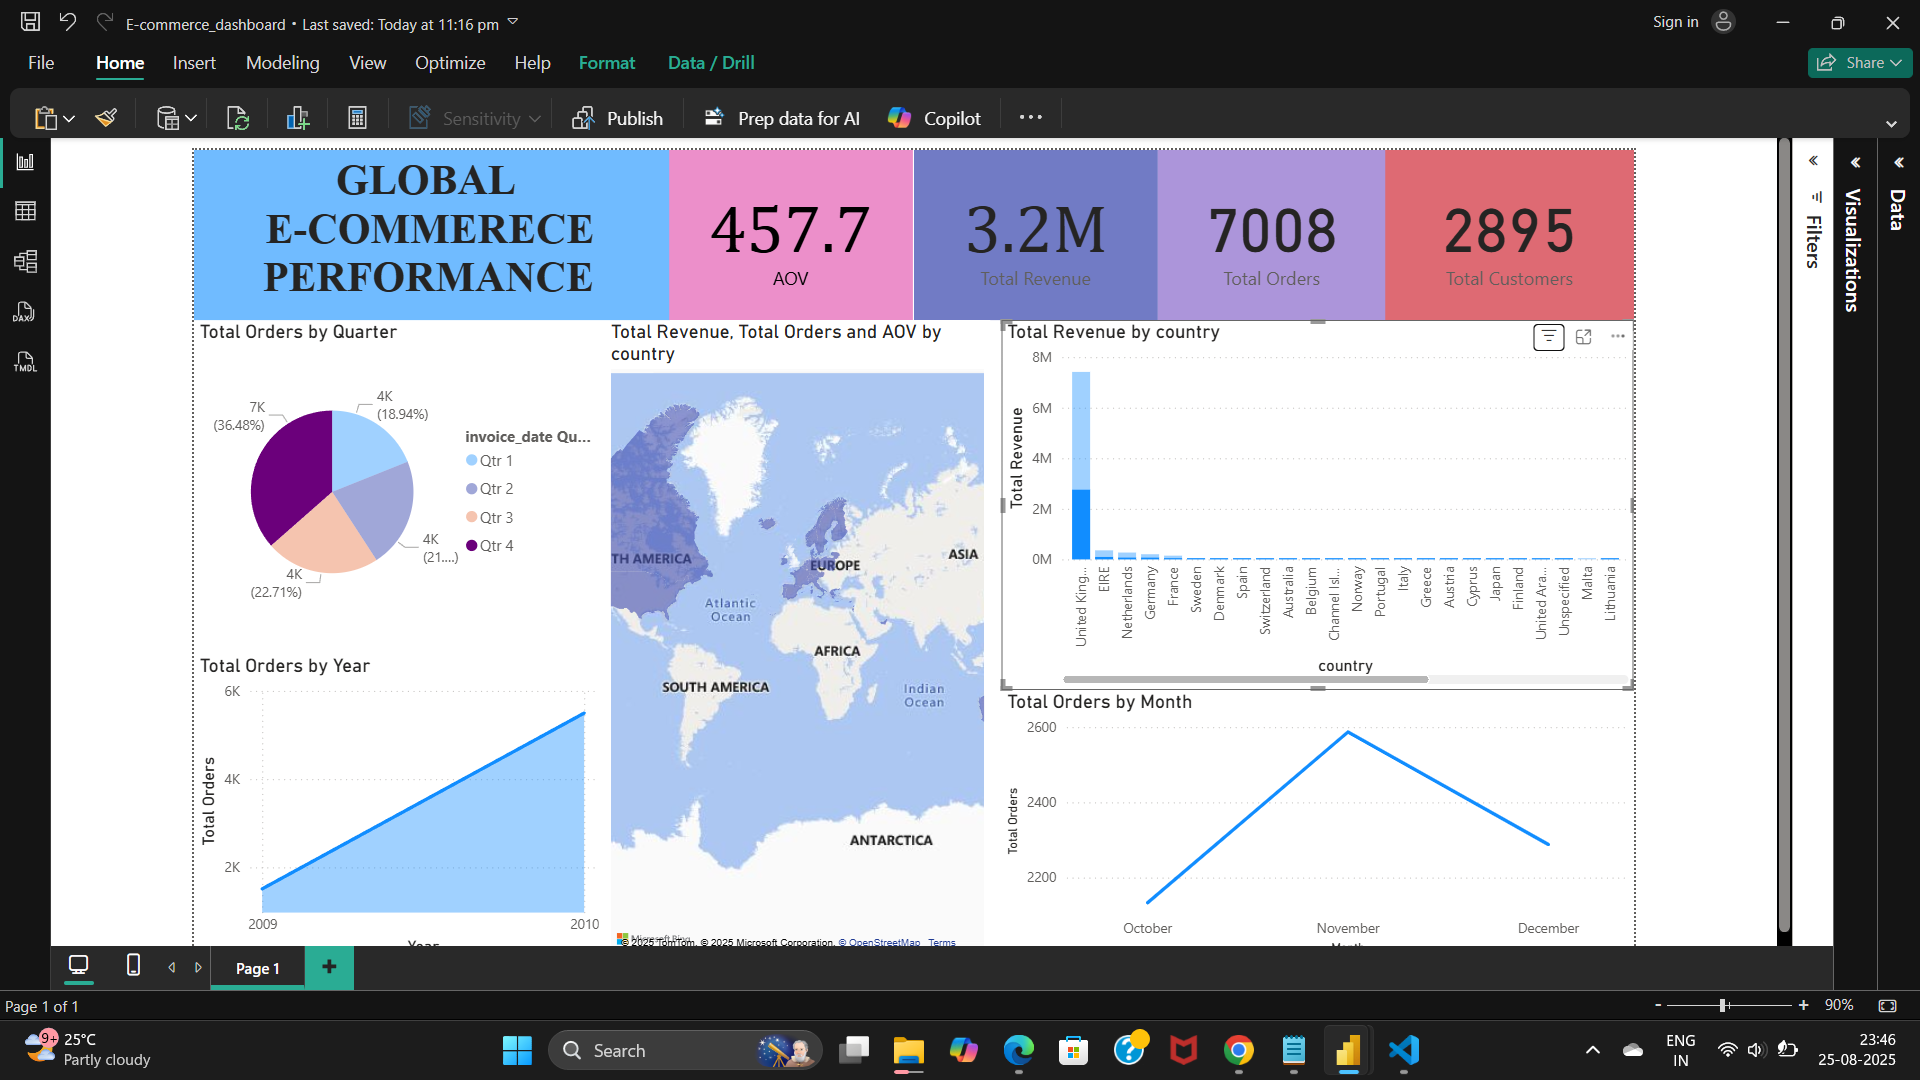 E-commerce_dashboard • Last saved: Today at 11:16 pm
Sign in
File Home Insert Modeling View Optimize Help Format Data / Drill
Share
Sensitivity Publish Prep data for AI Copilot
DAX
TMDL
GLOBAL
E-COMMERECE
PERFORMANCE
457.7
AOV
3.2M
Total Revenue
7008
Total Orders
2895
Total Customers
Filters
Visualizations
Data
Total Orders by Quarter
4K
(18.94%)
7K
(36.48%)
4K
(21....)
4K
(22.71%)
invoice_date Qu...
Qtr 1
Qtr 2
Qtr 3
Qtr 4
Total Orders by Year
Total Orders
6K
4K
2K
2009 2010
Year
Total Revenue, Total Orders and AOV by
country
TH AMERICA
EUROPE
ASIA
Atlantic
Ocean
AFRICA
SOUTH AMERICA
Indian
Ocean
ANTARCTICA
Microsoft Bing
© 2025 TomTom, © 2025 Microsoft Corporation, © OpenStreetMap Terms
Total Revenue by country
Total Revenue
8M
6M
4M
2M
0M
United King...
EIRE
Netherlands
Germany
France
Sweden
Denmark
Spain
Switzerland
Australia
Belgium
Channel Isl...
Norway
Portugal
Italy
Greece
Austria
Cyprus
Japan
Finland
United Ara...
Unspecified
Malta
Lithuania
country
Total Orders by Month
Total Orders
2600
2400
2200
October November December
Month
Page 1
Page 1 of 1
90%
9+
25°C
Partly cloudy
Search
ENG
IN
23:46
25-08-2025